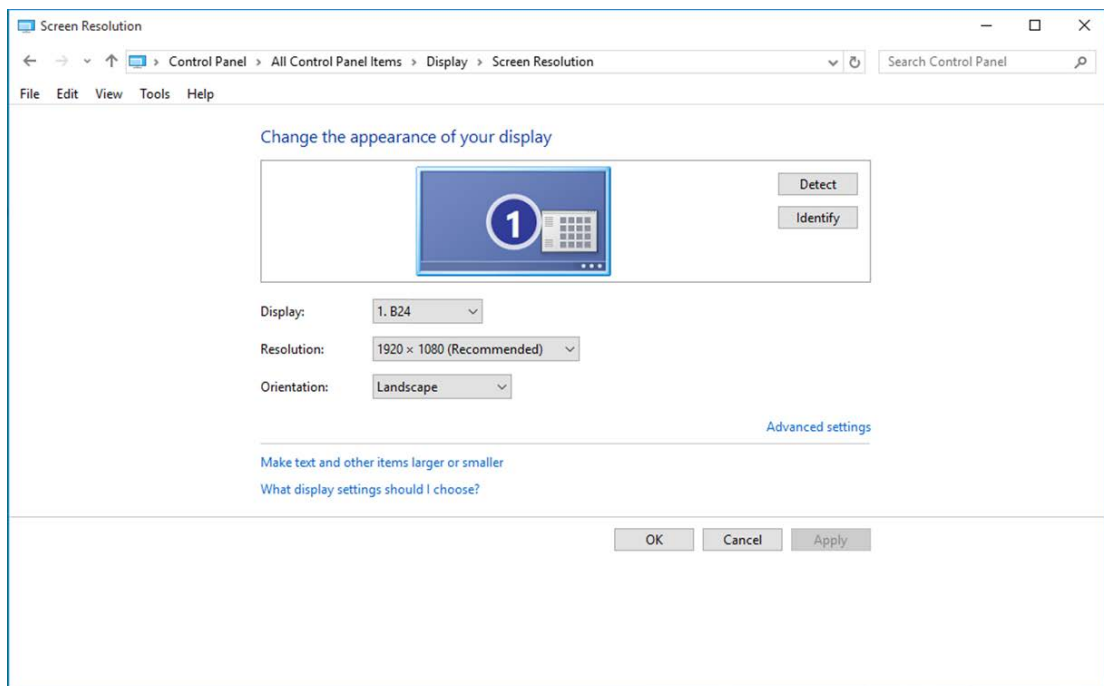 Screen Resolution
Control Panel > All Control Panel Items > Display > Screen Resolution
Search Control Panel
File Edit View Tools Help
Change the appearance of your display
1
Detect
Identify
Display: 1. B24
Resolution: 1920 × 1080 (Recommended)
Orientation: Landscape
Advanced settings
Make text and other items larger or smaller
What display settings should I choose?
OK Cancel Apply